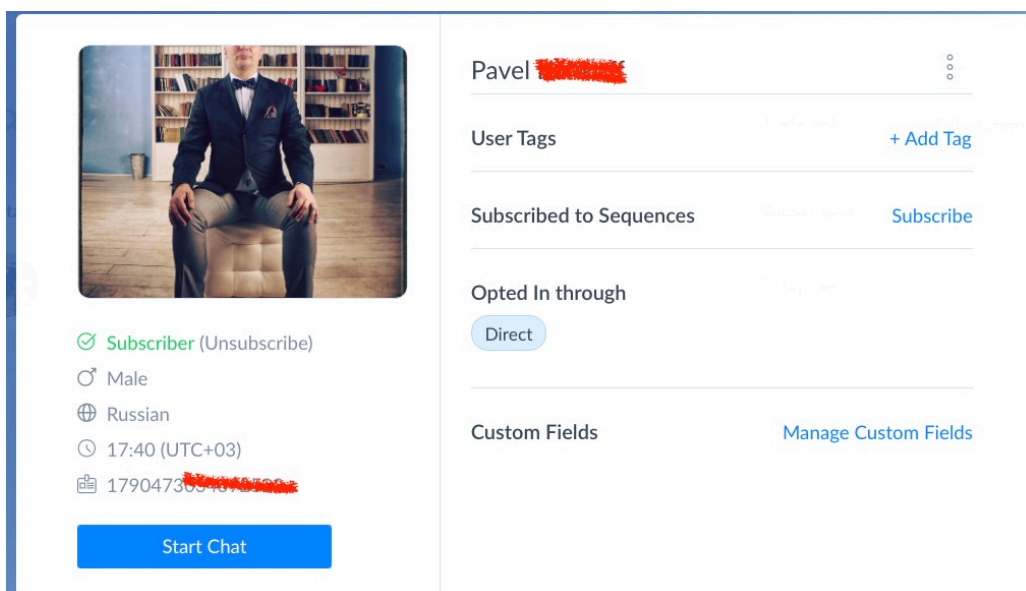 Pavel
User Tags
+ Add Tag
Subscribed to Sequences
Subscribe
Opted In through
Direct
Custom Fields
Manage Custom Fields
Subscriber (Unsubscribe)
Male
Russian
17:40 (UTC+03)
Start Chat